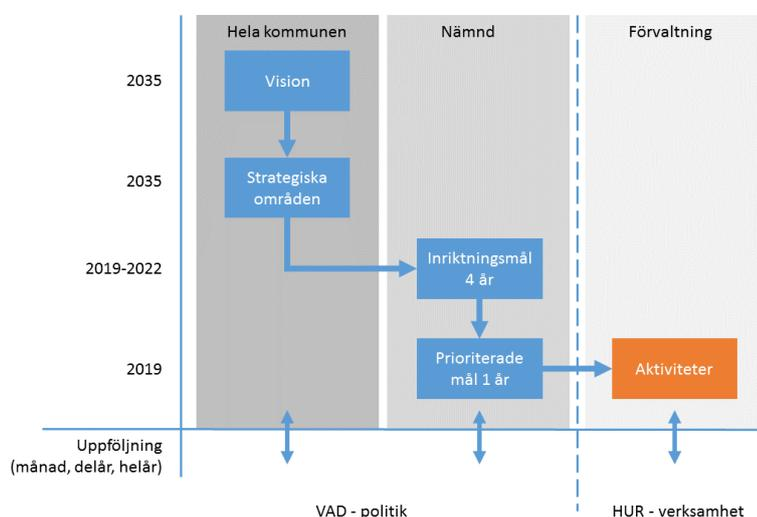 Hela kommunen
Nämnd
Förvaltning
2035
Vision
2035
Strategiska
områden
2019-2022
Inriktningsmål
4 år
2019
Prioriterade
mål 1 år
Aktiviteter
Uppföljning
(månad, delår, helår)
VAD - politik
HUR - verksamhet